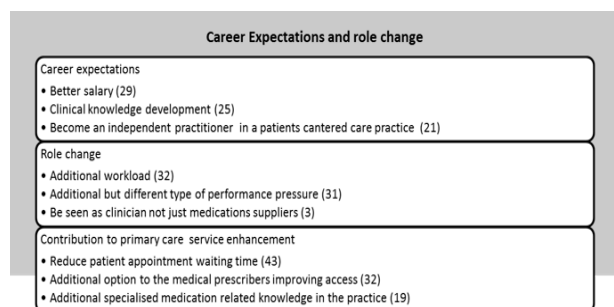 Career Expectations and role change
Career expectations
• Better salary (29)
• Clinical knowledge development (25)
• Become an independent practitioner in a patients cantered care practice (21)
Role change
• Additional workload (32)
• Additional but different type of performance pressure (31)
• Be seen as clinician not just medications suppliers (3)
Contribution to primary care service enhancement
• Reduce patient appointment waiting time (43)
• Additional option to the medical prescribers improving access (32)
• Additional specialised medication related knowledge in the practice (19)